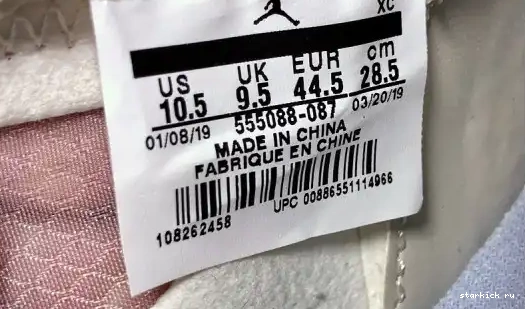 XC
US UK EUR cm
10.5 9.5 44.5 28.5
01/08/19 555088-087 03/20/19
MADE IN CHINA
FABRIQUE EN CHINE
108262458 UPC 00886551114966
starkick.ru